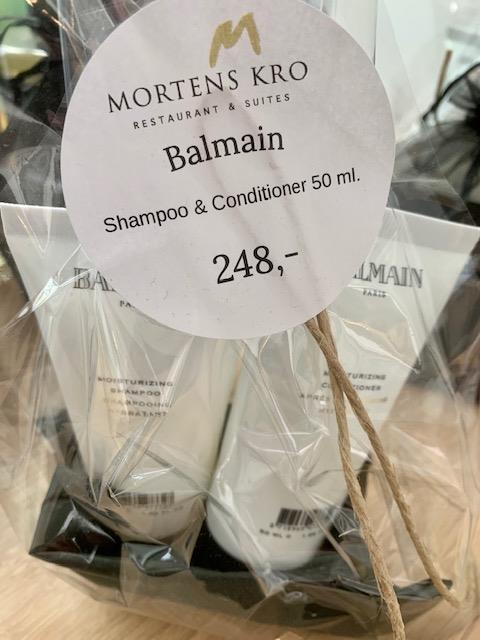 MORTENS KRO
RESTAURANT & SUITES
Balmain
Shampoo & Conditioner 50 ml.
248,-
BALMAIN
PARIS
MOISTURIZING
SHAMPOO
MOISTURIZING
CONDITIONER